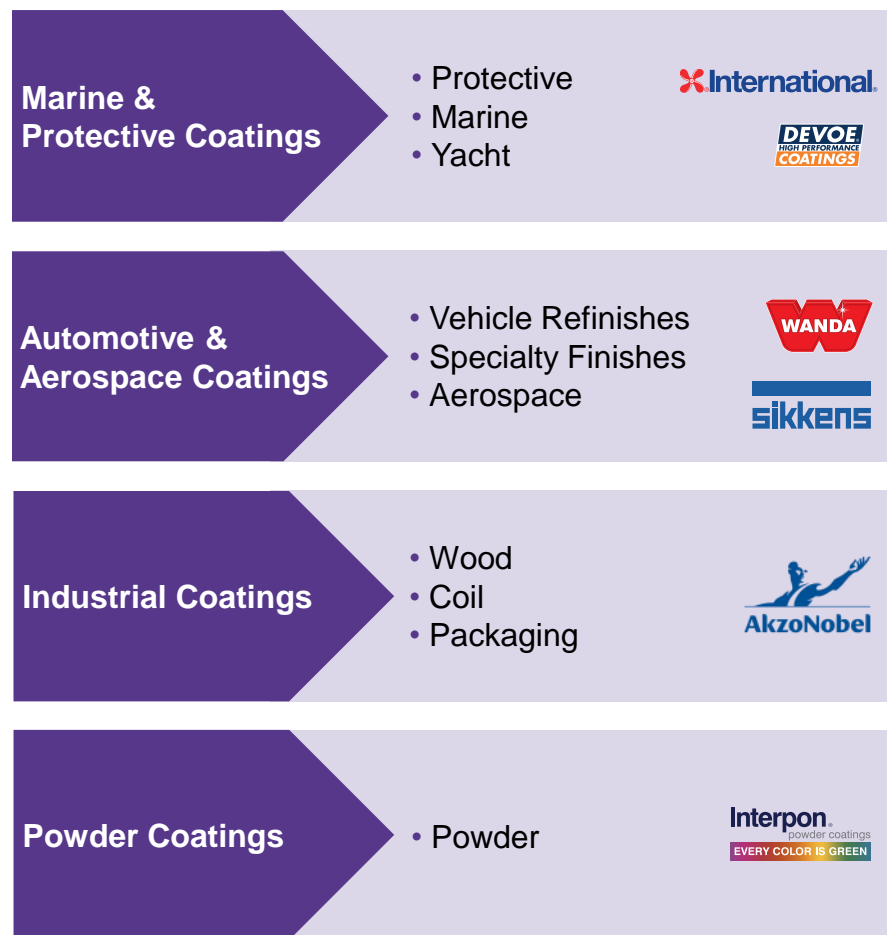 Marine &
Protective Coatings
• Protective
• Marine
• Yacht
International®
DEVOE®
HIGH PERFORMANCE
COATINGS
Automotive &
Aerospace Coatings
• Vehicle Refinishes
• Specialty Finishes
• Aerospace
WANDA
sikkens
Industrial Coatings
• Wood
• Coil
• Packaging
AkzoNobel
Powder Coatings
• Powder
Interpon®
powder coatings
EVERY COLOR IS GREEN